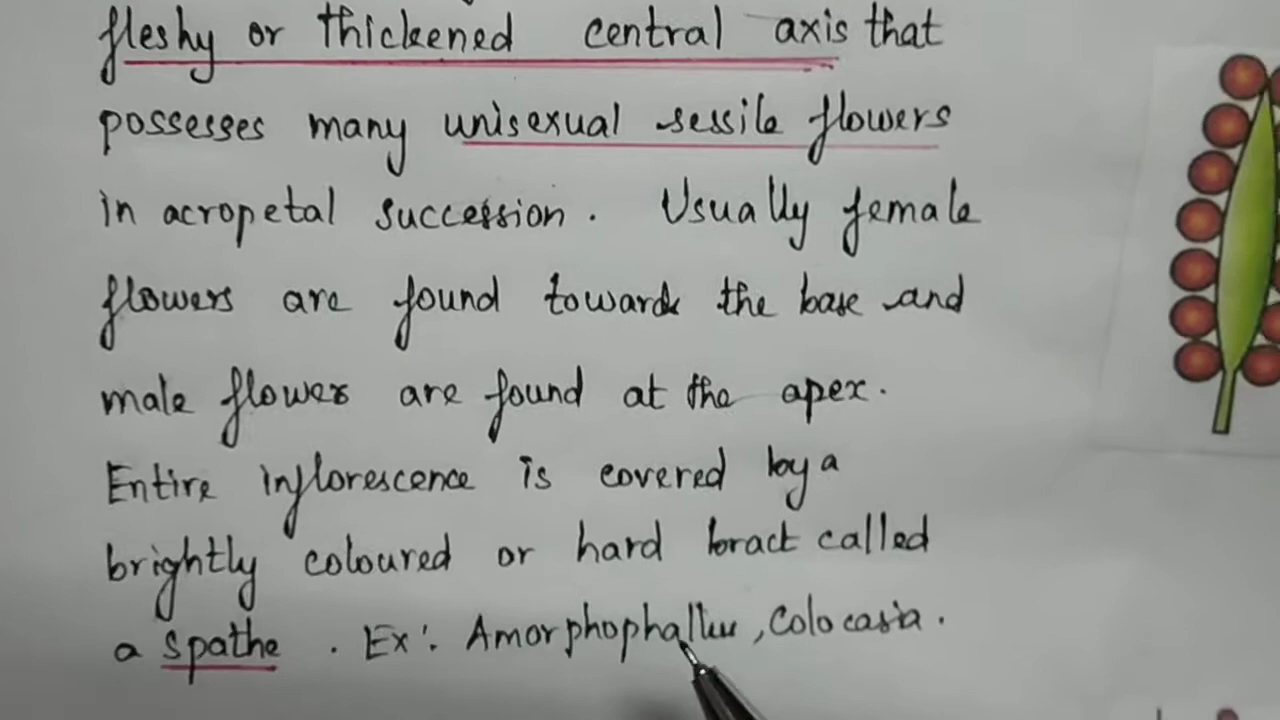 fleshy or thickened central axis that
possesses many unisexual sessile flowers
in acropetal succession. Usually female
flowers are found towards the base and
male flowers are found at the apex.
Entire inflorescence is covered by a
brightly coloured or hard bract called
a spathe. Ex: Amorphophallus, Colocasia.